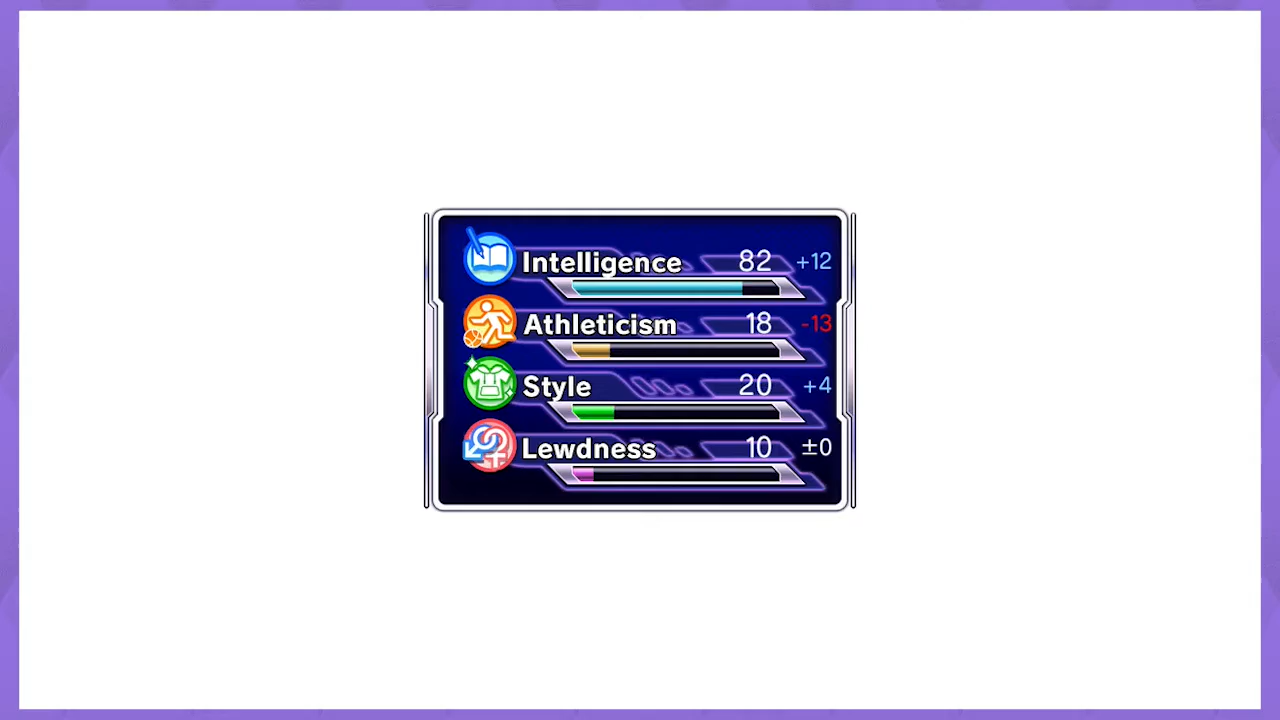 Intelligence 82 +12
Athleticism 18 -13
Style 20 +4
Lewdness 10 ±0